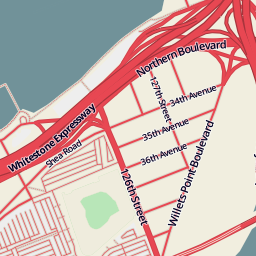 Northern Boulevard
127th Street
34th Avenue
Whitestone Expressway
35th Avenue
Shea Road
36th Avenue
Willets Point Boulevard
126th Street